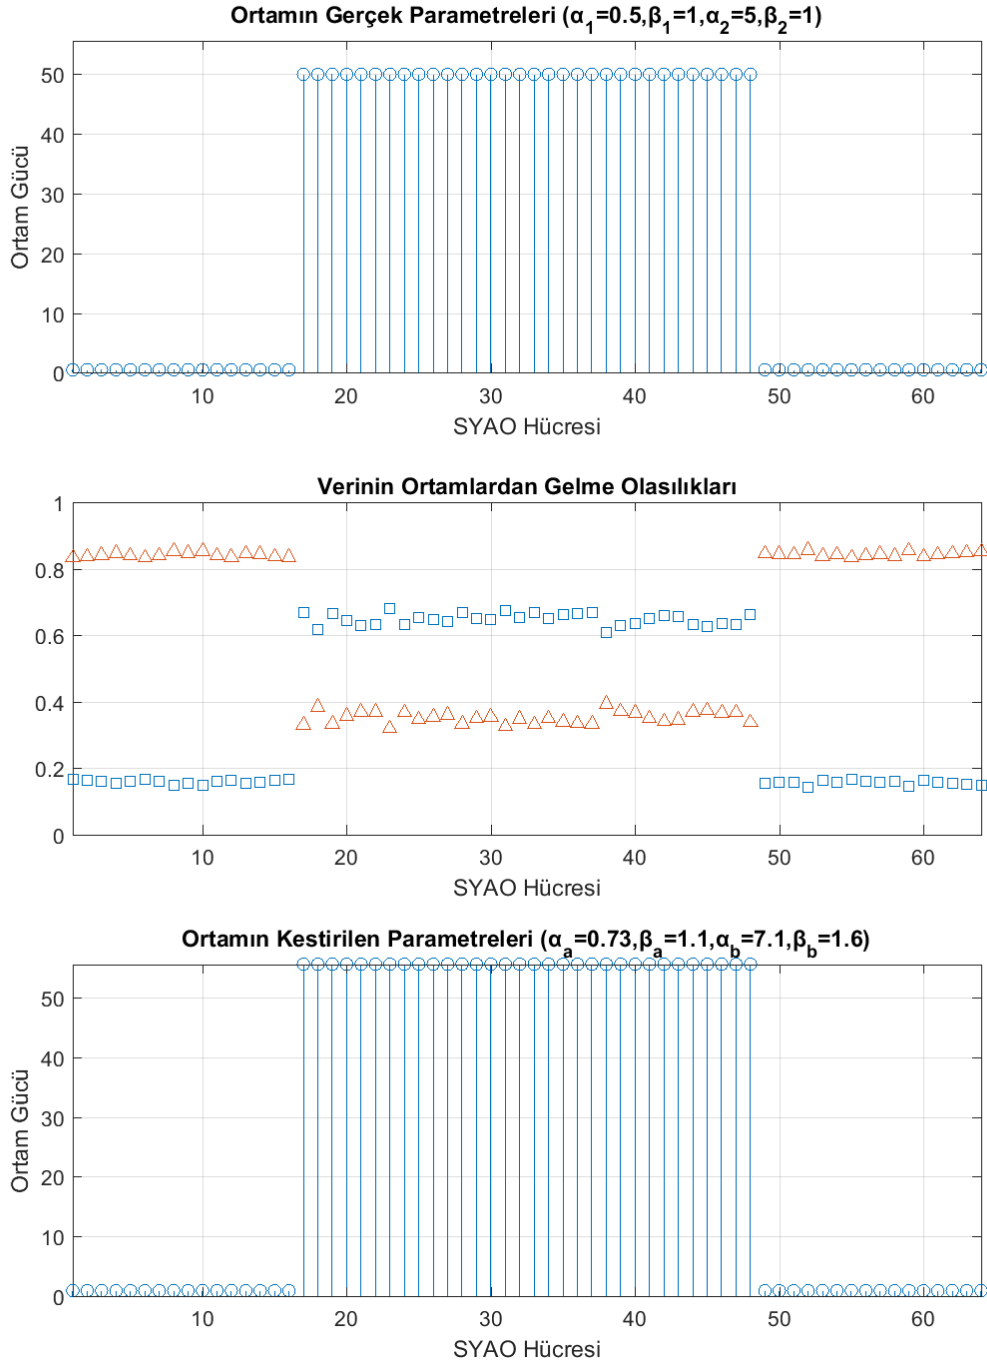 Ortamın Gerçek Parametreleri (α₁=0.5,β₁=1,α₂=5,β₂=1)
50
40
30
20
10
0
Ortam Gücü
10 20 30 40 50 60
SYAO Hücresi
Verinin Ortamlardan Gelme Olasılıkları
1
0.8
0.6
0.4
0.2
0
10 20 30 40 50 60
SYAO Hücresi
Ortamın Kestirilen Parametreleri (α_a=0.73,β_a=1.1,α_b=7.1,β_b=1.6)
50
40
30
20
10
0
Ortam Gücü
10 20 30 40 50 60
SYAO Hücresi